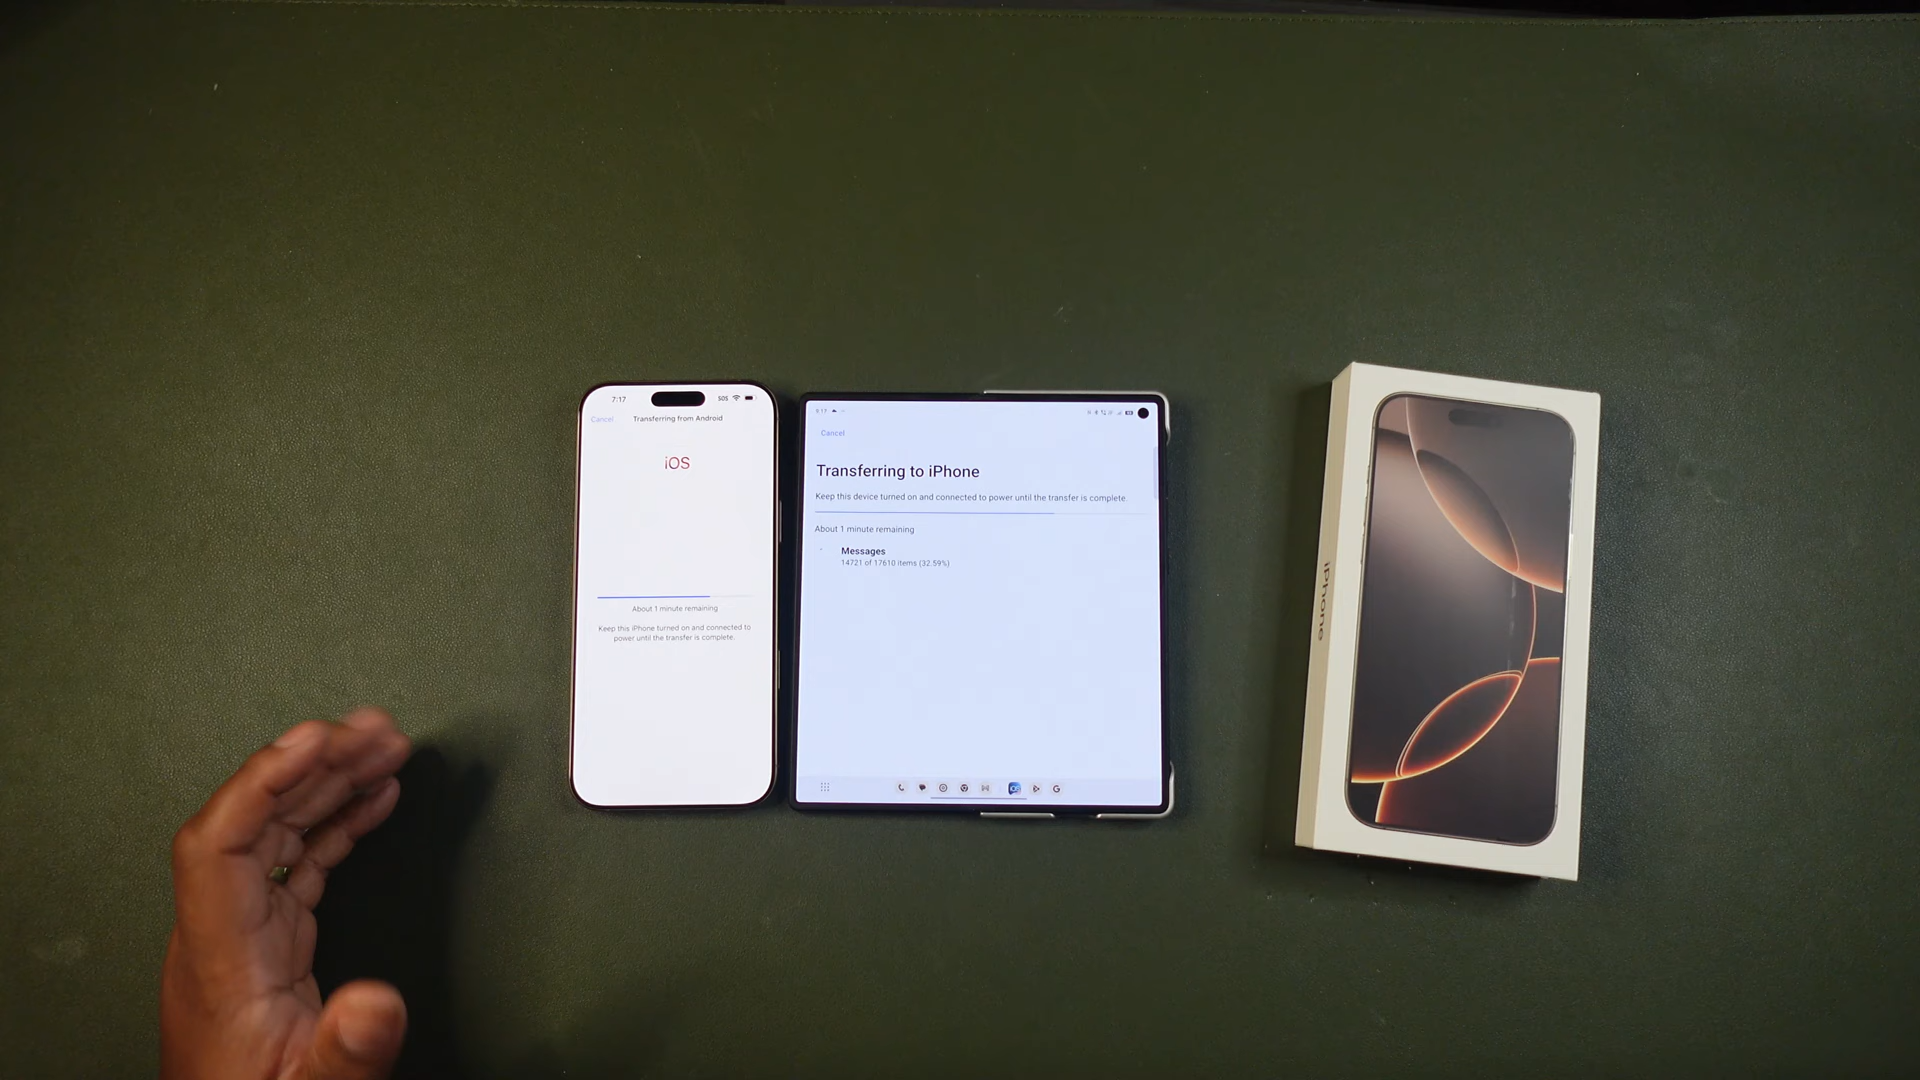 7:17
SOS
Cancel
Transferring from Android
iOS
About 1 minute remaining
Keep this iPhone turned on and connected to
power until the transfer is complete.
Cancel
Transferring to iPhone
Keep this device turned on and connected to power until the transfer is complete.
About 1 minute remaining
Messages
14721 of 17610 items (32.59%)
G
iPhone